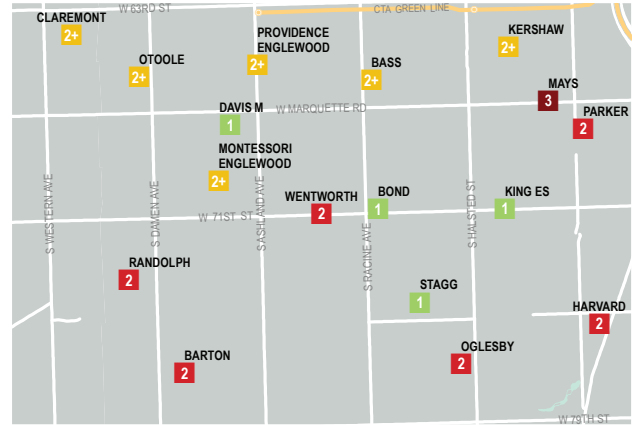 W 63RD ST
CTA GREEN LINE
CLAREMONT
2+
OTOOLE
2+
PROVIDENCE
ENGLEWOOD
2+
BASS
2+
KERSHAW
2+
MAYS
3
PARKER
2
DAVIS M
1
W MARQUETTE RD
MONTESSORI
ENGLEWOOD
2+
S WESTERN AVE
S DAMEN AVE
S ASHLAND AVE
S RACINE AVE
S HALSTED ST
WENTWORTH
2
BOND
1
KING ES
1
W 71ST ST
RANDOLPH
2
STAGG
1
HARVARD
2
BARTON
2
OGLESBY
2
W 79TH ST